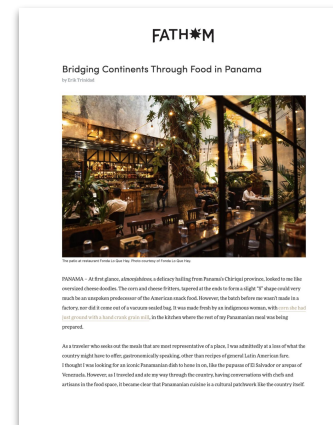 FATHOM
Bridging Continents Through Food in Panama
by Erik Trinidad
The patio at restaurant Fonda Lo Que Hay. Photo courtesy of Fonda Lo Que Hay.
PANAMA – At first glance, almonjábanas, a delicacy hailing from Panama's Chiriquí province, looked to me like
oversized cheese doodles. The corn and cheese fritters, tapered at the ends to form a slight "S" shape could very
much be an unspoken predecessor of the American snack food. However, the batch before me wasn't made in a
factory, nor did it come out of a vacuum sealed bag. It was made fresh by an indigenous woman, with corn she had
just ground with a hand crank grain mill, in the kitchen where the rest of my Panamanian meal was being
prepared.
As a traveler who seeks out the meals that are most representative of a place, I was admittedly at a loss of what the
country might have to offer, gastronomically speaking, other than recipes of general Latin American fare.
I thought I was looking for an iconic Panamanian dish to hone in on, like the pupusas of El Salvador or arepas of
Venezuela. However, as I traveled and ate my way through the country, having conversations with chefs and
artisans in the food space, it became clear that Panamanian cuisine is a cultural patchwork like the country itself.